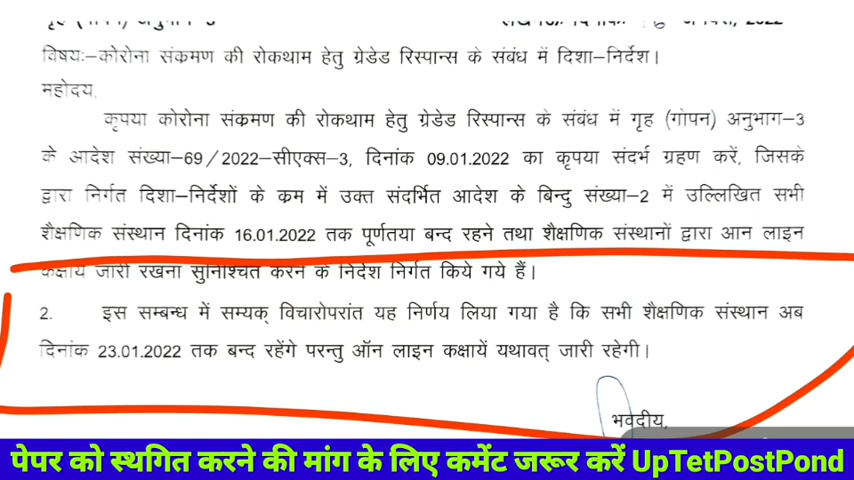 विषयः–कोरोना संक्रमण की रोकथाम हेतु ग्रेडेड रिस्पान्स के संबंध में दिशा–निर्देश।
महोदय,
कृपया कोरोना संक्रमण की रोकथाम हेतु ग्रेडेड रिस्पान्स के संबंध में गृह (गोपन) अनुभाग–3
के आदेश संख्या–69/2022–सीएक्स–3, दिनांक 09.01.2022 का कृपया संदर्भ ग्रहण करें, जिसके
द्वारा निर्गत दिशा–निर्देशों के क्रम में उक्त संदर्भित आदेश के बिन्दु संख्या–2 में उल्लिखित सभी
शैक्षणिक संस्थान दिनांक 16.01.2022 तक पूर्णतया बन्द रहने तथा शैक्षणिक संस्थानों द्वारा आन लाइन
कक्षाय जारी रखना सुनिश्चित करने के निर्देश निर्गत किये गये हैं।
2. इस सम्बन्ध में सम्यक् विचारोपरांत यह निर्णय लिया गया है कि सभी शैक्षणिक संस्थान अब
दिनांक 23.01.2022 तक बन्द रहेंगे परन्तु ऑन लाइन कक्षायें यथावत् जारी रहेगी।
भवदीय,
पेपर को स्थगित करने की मांग के लिए कमेंट जरूर करें UpTetPostPond